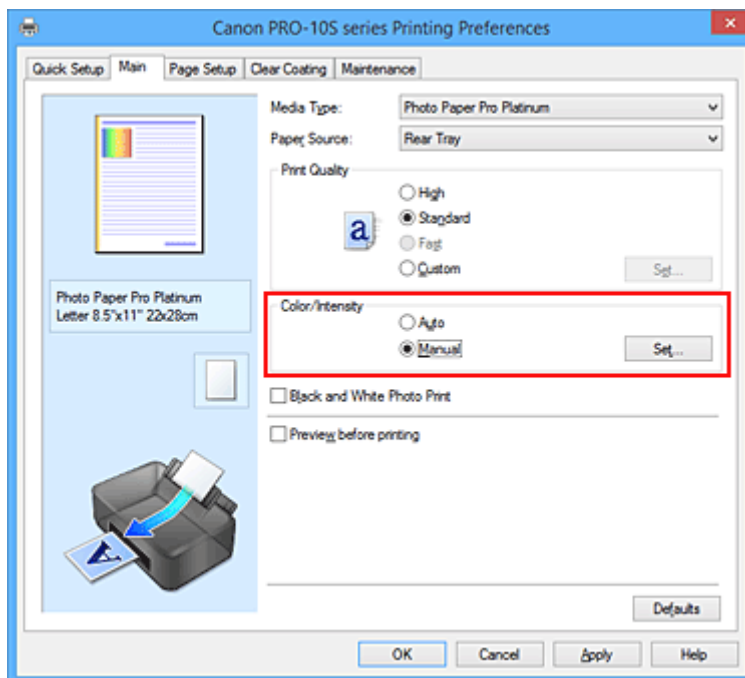 Canon PRO-10S series Printing Preferences
Quick Setup Main Page Setup Clear Coating Maintenance
Media Type: Photo Paper Pro Platinum
Paper Source: Rear Tray
Print Quality
High
Standard
Fast
Custom Set...
Photo Paper Pro Platinum
Letter 8.5"x11" 22x28cm
Color/Intensity
Auto
Manual Set...
Black and White Photo Print
Preview before printing
Defaults
OK Cancel Apply Help